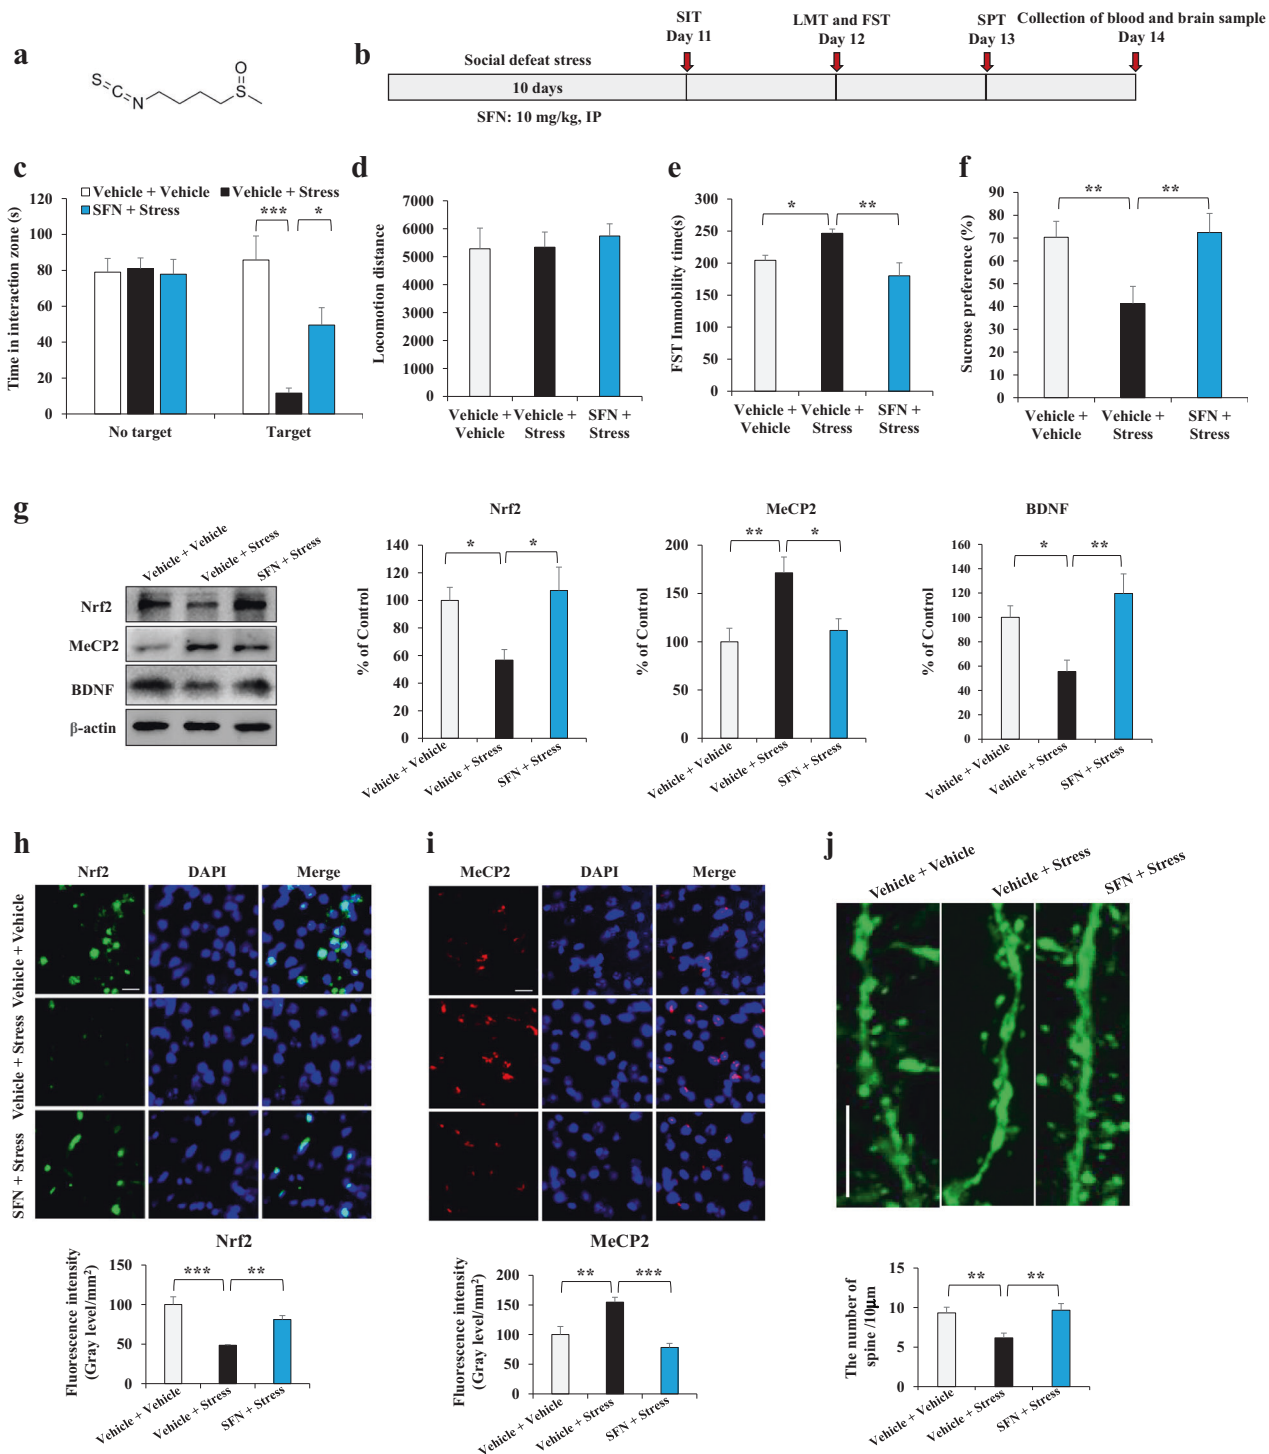 a
S
C
N
O
S
b
SIT
Day 11
LMT and FST
Day 12
SPT
Day 13
Collection of blood and brain sample
Day 14
Social defeat stress
10 days
SFN: 10 mg/kg, IP
c
Vehicle + Vehicle
Vehicle + Stress
SFN + Stress
Time in interaction zone (s)
120
100
80
60
40
20
0
***
*
No target
Target
d
Locomotion distance
7000
6000
5000
4000
3000
2000
1000
0
Vehicle +
Vehicle
Vehicle +
Stress
SFN +
Stress
e
FST Immobility time(s)
300
250
200
150
100
50
0
*
**
Vehicle +
Vehicle
Vehicle +
Stress
SFN +
Stress
f
Sucrose preference (%)
90
80
70
60
50
40
30
20
10
0
**
**
Vehicle +
Vehicle
Vehicle +
Stress
SFN +
Stress
g
Vehicle + Vehicle
Vehicle + Stress
SFN + Stress
Nrf2
MeCP2
BDNF
β-actin
Nrf2
% of Control
140
120
100
80
60
40
20
0
*
*
Vehicle + Vehicle
Vehicle + Stress
SFN + Stress
MeCP2
% of Control
200
150
100
50
0
**
*
Vehicle + Vehicle
Vehicle + Stress
SFN + Stress
BDNF
% of Control
160
140
120
100
80
60
40
20
0
*
**
Vehicle + Vehicle
Vehicle + Stress
SFN + Stress
h
Nrf2
DAPI
Merge
Vehicle + Vehicle
Vehicle + Stress
SFN + Stress
Nrf2
Fluorescence intensity
(Gray level/mm²)
150
100
50
0
***
**
Vehicle + Vehicle
Vehicle + Stress
SFN + Stress
i
MeCP2
DAPI
Merge
MeCP2
Fluorescence intensity
(Gray level/mm²)
200
150
100
50
0
**
***
Vehicle + Vehicle
Vehicle + Stress
SFN + Stress
j
Vehicle + Vehicle
Vehicle + Stress
SFN + Stress
The number of
spine /10μm
15
10
5
0
**
**
Vehicle + Vehicle
Vehicle + Stress
SFN + Stress